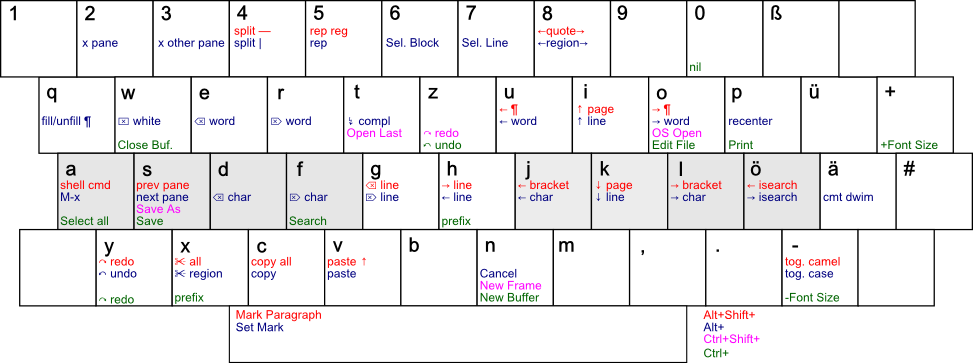 1 2 3 4 5 6 7 8 9 0 ß
split — rep reg ←quote→
x pane x other pane split | rep Sel. Block Sel. Line ←region→
nil
q w e r t z u i o p ü +
← ¶ ↑ page → ¶
fill/unfill ¶ ⌧ white ⌫ word ⌦ word ↯ compl ← word ↑ line → word recenter
Open Last ↷ redo OS Open
Close Buf. ↶ undo Edit File Print +Font Size
a s d f g h j k l ö ä #
shell cmd prev pane ⌫ line → line ← bracket ↓ page → bracket ← isearch
M-x next pane ⌫ char ⌦ char ⌦ line ← line ← char ↓ line → char → isearch cmt dwim
Save As
Select all Save Search prefix
y x c v b n m , . -
↷ redo ✂ all copy all paste ↑ tog. camel
↶ undo ✂ region copy paste Cancel tog. case
New Frame
↷ redo prefix New Buffer -Font Size
Mark Paragraph Alt+Shift+
Set Mark Alt+
Ctrl+Shift+
Ctrl+